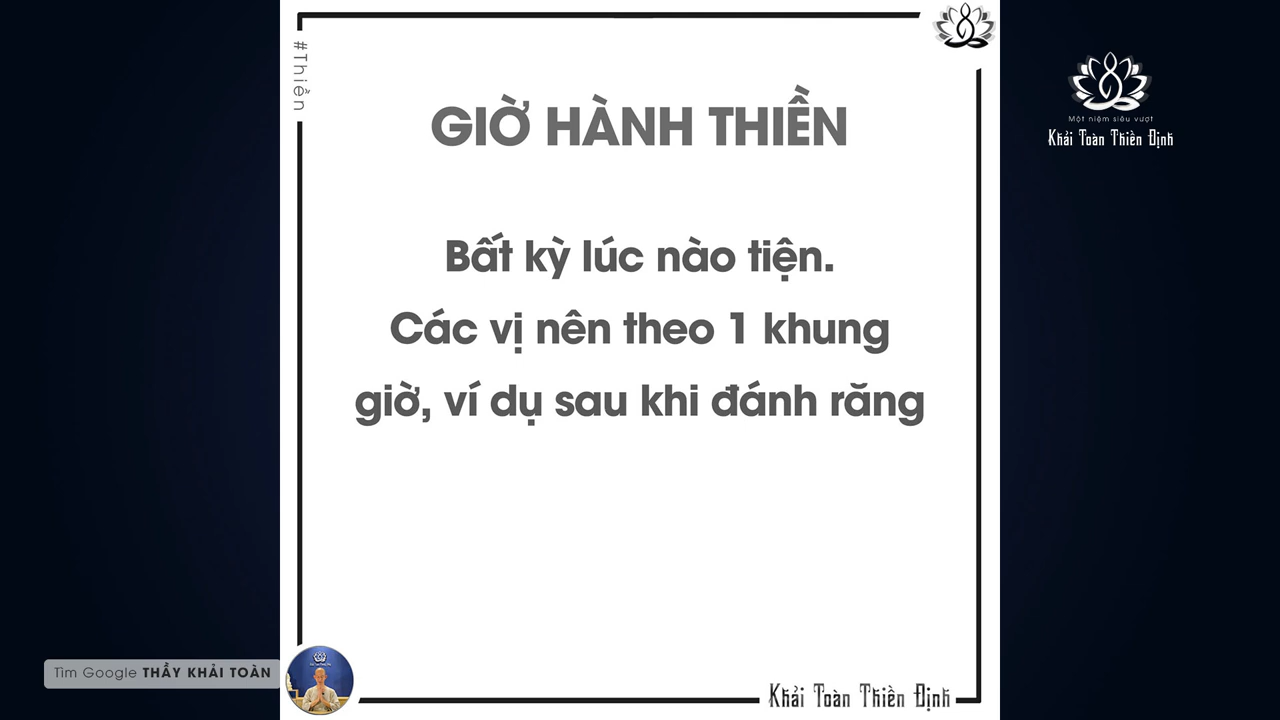 #Thiền
GIỜ HÀNH THIỀN
Bất kỳ lúc nào tiện.
Các vị nên theo 1 khung
giờ, ví dụ sau khi đánh răng
Một niệm siêu vượt
Khải Toàn Thiền Định
Tìm Google THẦY KHẢI TOÀN
Khải Toàn Thiền Định